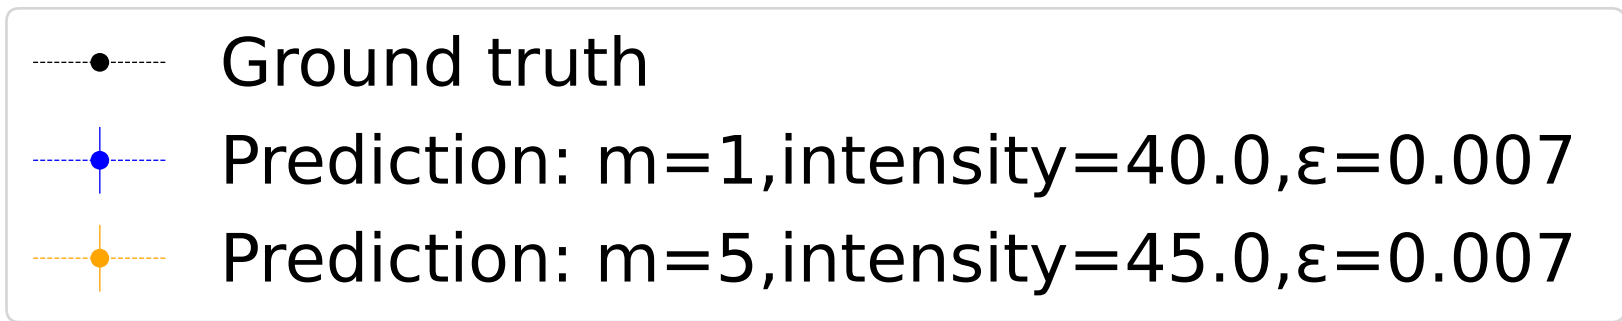 Ground truth
Prediction: m=1,intensity=40.0,ε=0.007
Prediction: m=5,intensity=45.0,ε=0.007